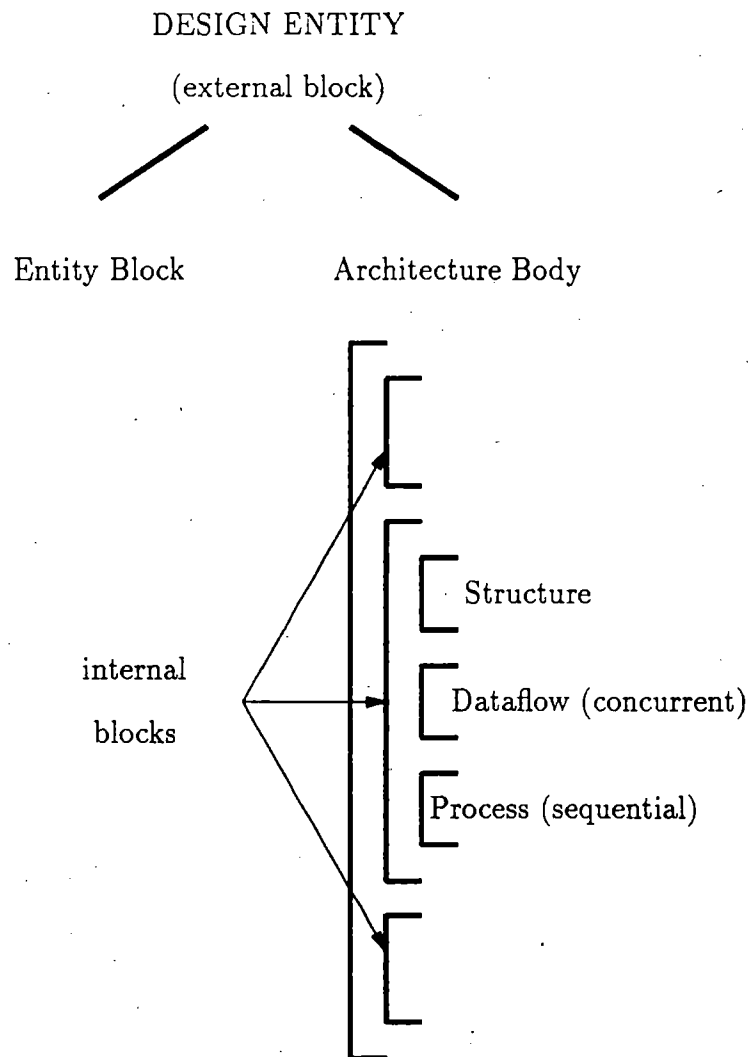 DESIGN ENTITY
(external block)
Entity Block
Architecture Body
Structure
internal
blocks
Dataflow (concurrent)
Process (sequential)